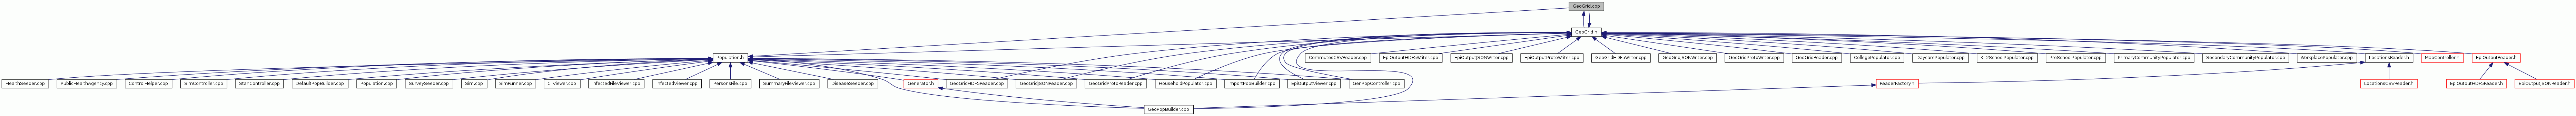 GeoGrid.cpp
GeoGrid.h
Population.h
CommutesCSVReader.cpp
EpiOutputHDF5Writer.cpp
EpiOutputJSONWriter.cpp
EpiOutputProtoWriter.cpp
GeoGridHDF5Writer.cpp
GeoGridJSONWriter.cpp
GeoGridProtoWriter.cpp
GeoGridReader.cpp
CollegePopulator.cpp
DaycarePopulator.cpp
K12SchoolPopulator.cpp
PreSchoolPopulator.cpp
PrimaryCommunityPopulator.cpp
SecondaryCommunityPopulator.cpp
WorkplacePopulator.cpp
LocationsReader.h
MapController.h
EpiOutputReader.h
HealthSeeder.cpp
PublicHealthAgency.cpp
ControlHelper.cpp
SimController.cpp
StanController.cpp
DefaultPopBuilder.cpp
Population.cpp
SurveySeeder.cpp
Sim.cpp
SimRunner.cpp
CliViewer.cpp
InfectedFileViewer.cpp
InfectedViewer.cpp
PersonsFile.cpp
SummaryFileViewer.cpp
DiseaseSeeder.cpp
Generator.h
GeoGridHDF5Reader.cpp
GeoGridJSONReader.cpp
GeoGridProtoReader.cpp
HouseholdPopulator.cpp
ImportPopBuilder.cpp
EpiOutputViewer.cpp
GenPopController.cpp
ReaderFactory.h
LocationsCSVReader.h
EpiOutputHDF5Reader.h
EpiOutputJSONReader.h
GeoPopBuilder.cpp